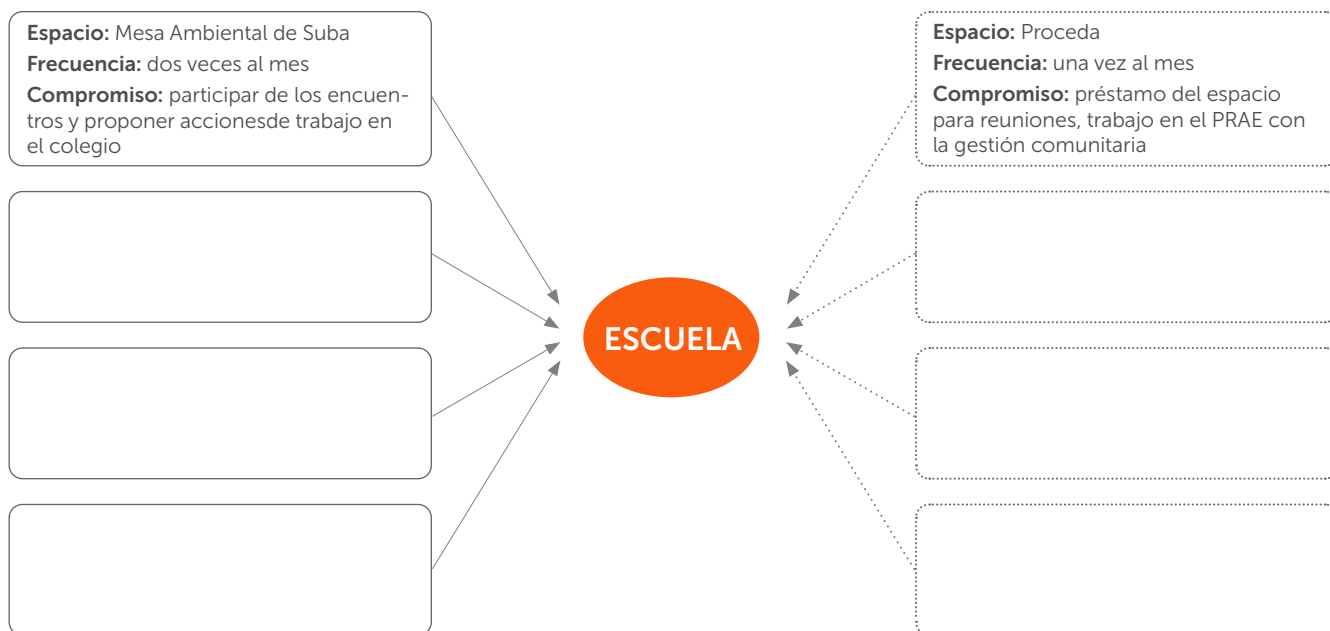 Espacio: Mesa Ambiental de Suba
Frecuencia: dos veces al mes
Compromiso: participar de los encuen-
tros y proponer accionesde trabajo en
el colegio
Espacio: Proceda
Frecuencia: una vez al mes
Compromiso: préstamo del espacio
para reuniones, trabajo en el PRAE con
la gestión comunitaria
ESCUELA